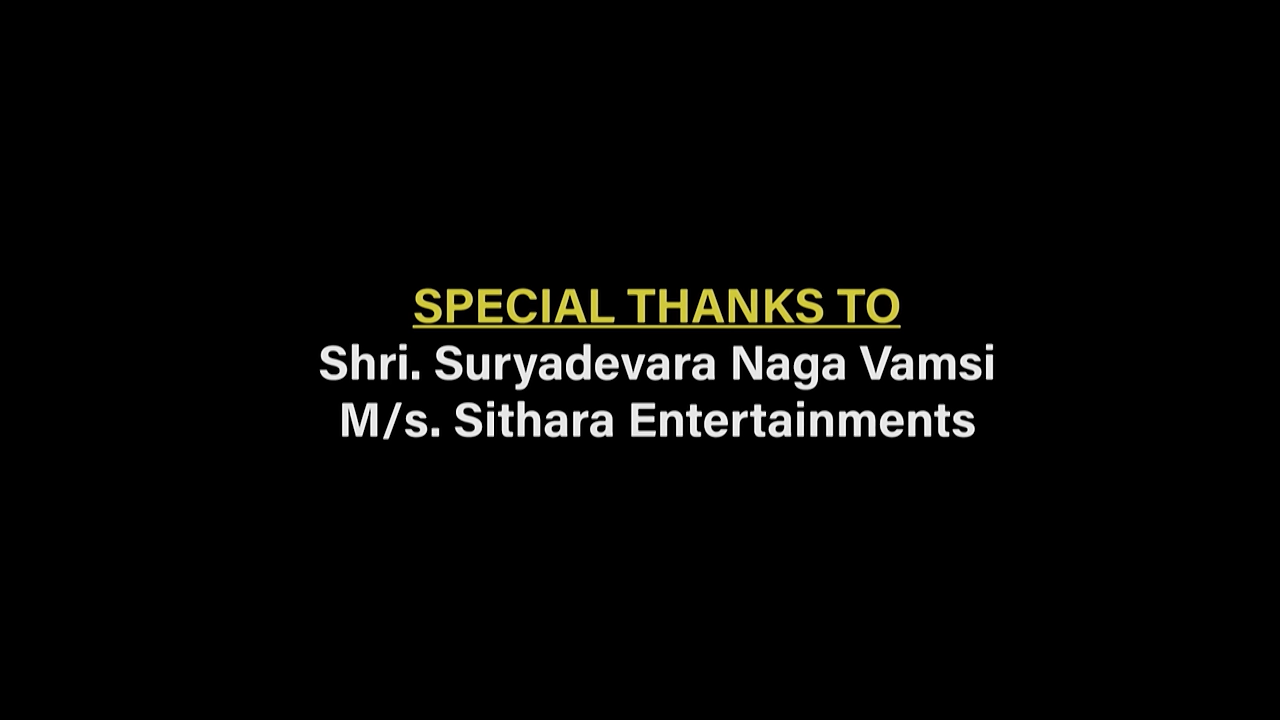 SPECIAL THANKS TO
Shri. Suryadevara Naga Vamsi
M/s. Sithara Entertainments